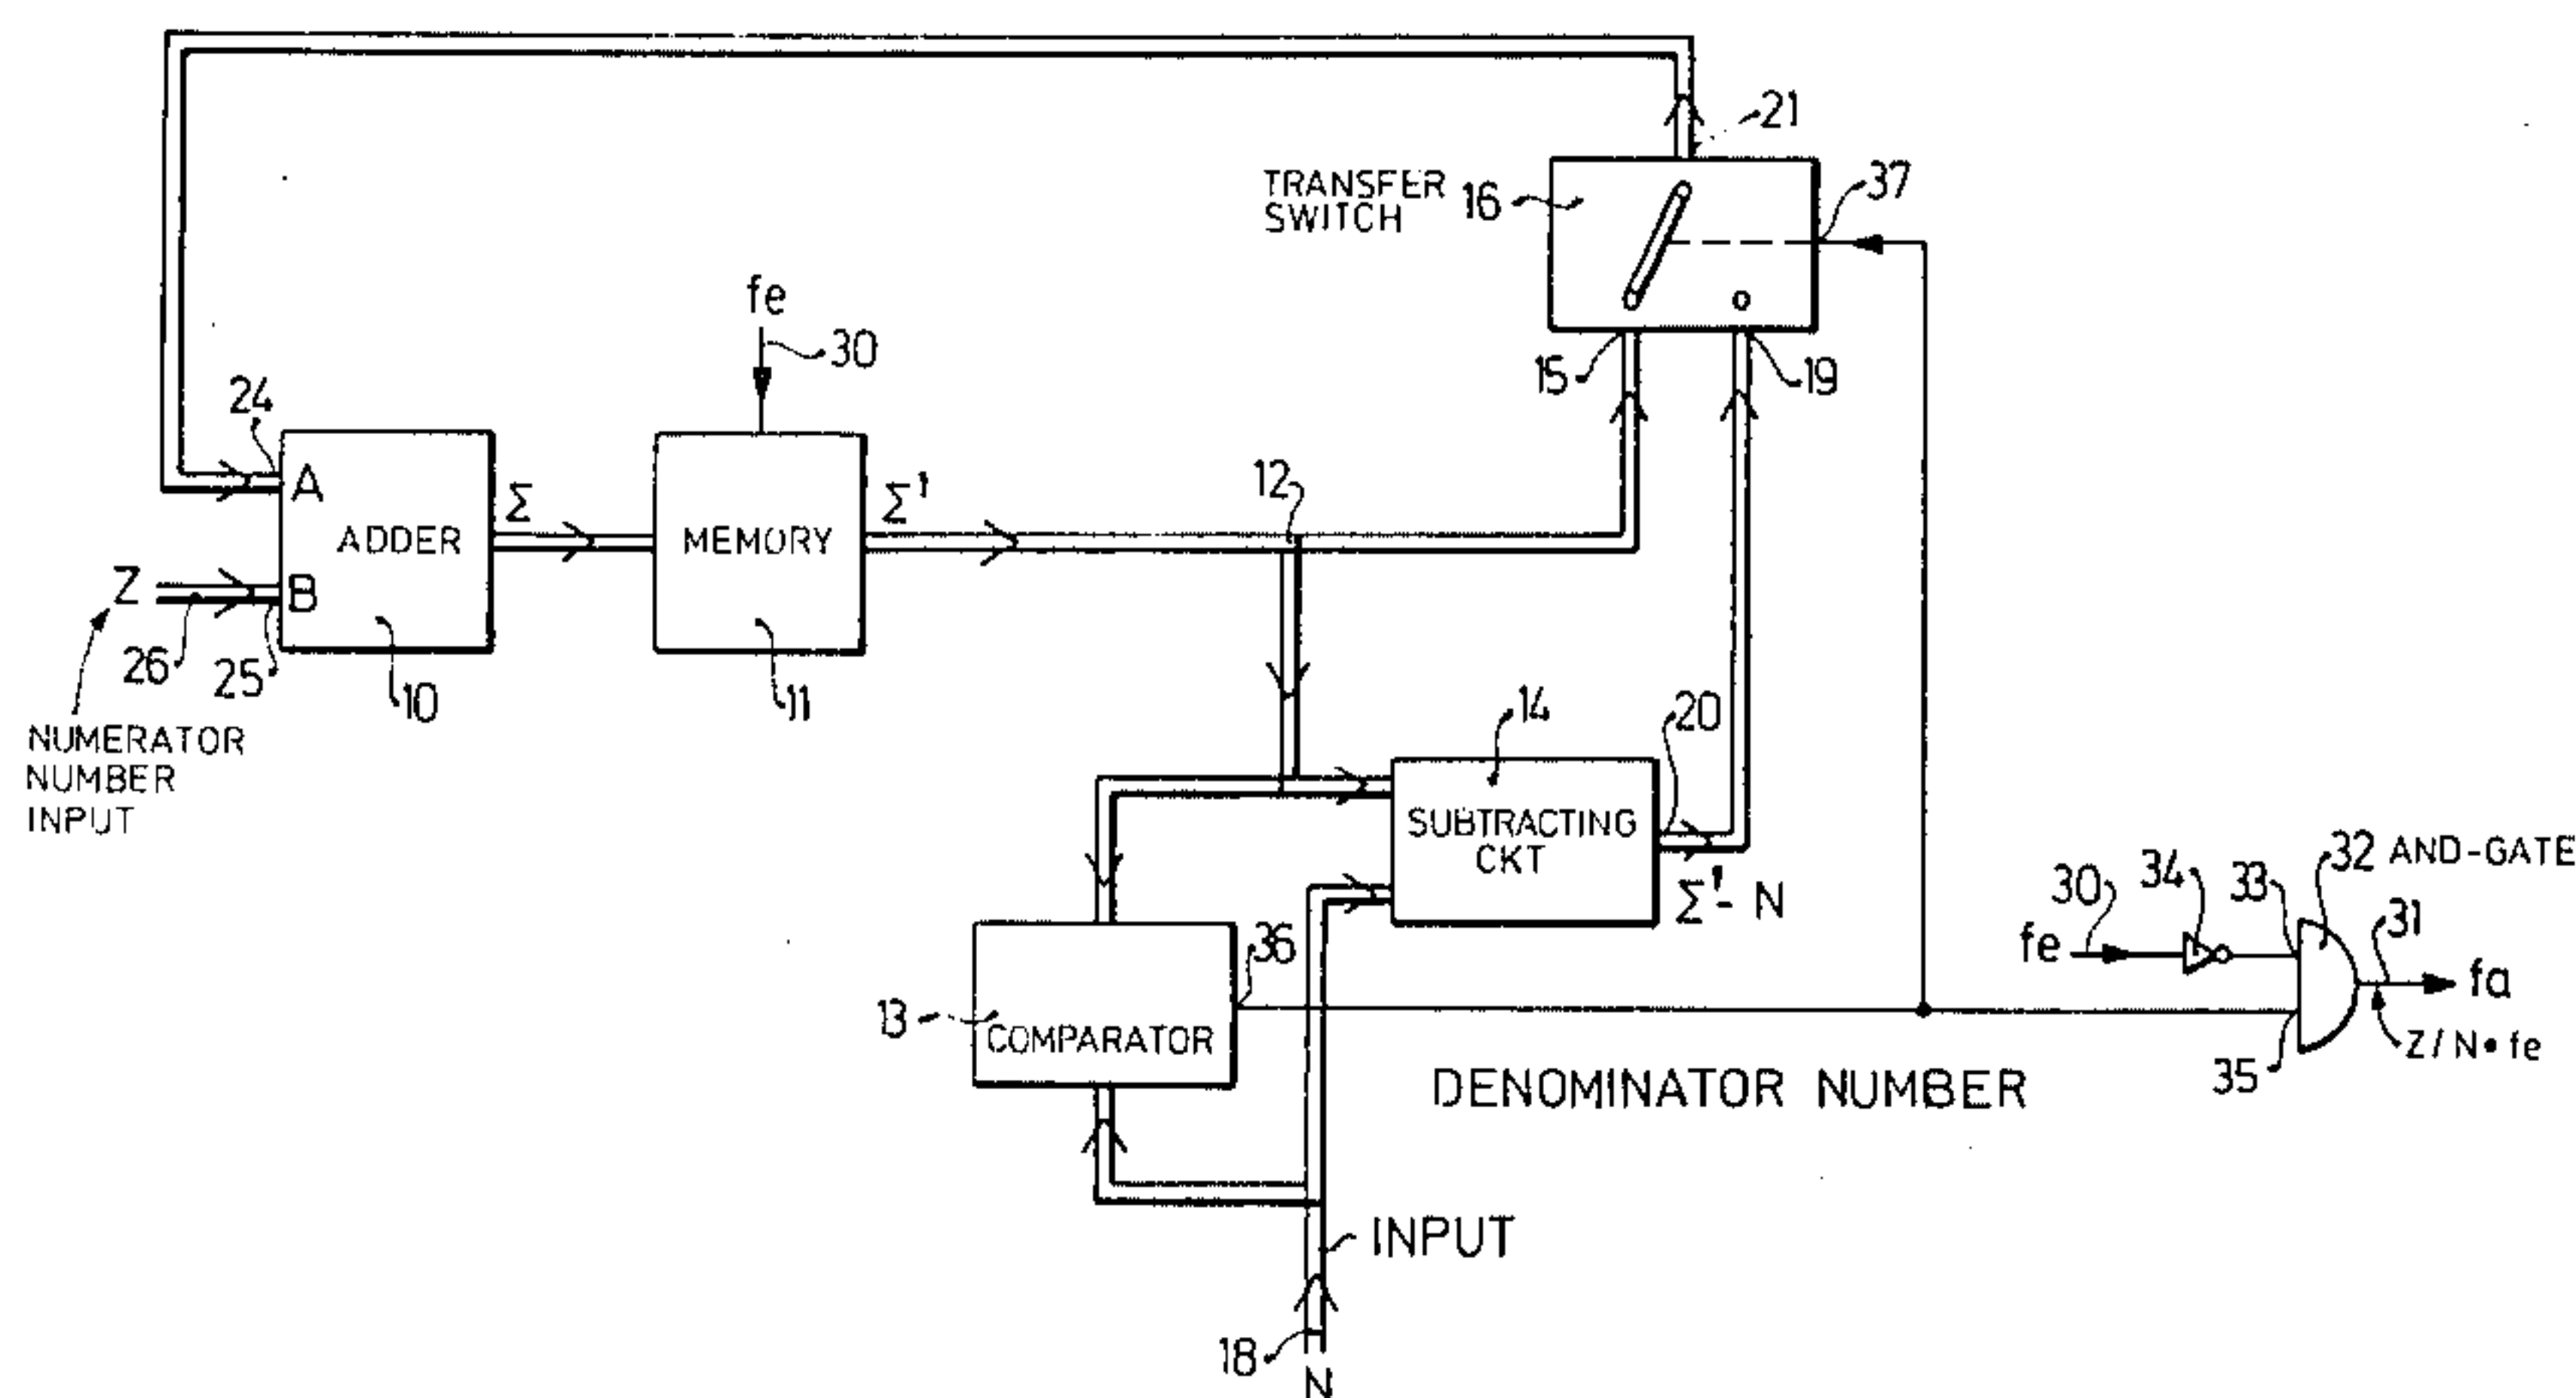 21
TRANSFER
SWITCH
16
37
fe
30
15
19
24
A
Σ
Σ'
12
ADDER
MEMORY
Z
B
26
25
10
11
NUMERATOR
NUMBER
INPUT
14
20
SUBTRACTING
CKT
Σ'- N
32 AND-GATE
30
34
33
31
fe
fa
36
13
COMPARATOR
Z/N•fe
35
DENOMINATOR NUMBER
INPUT
18
N